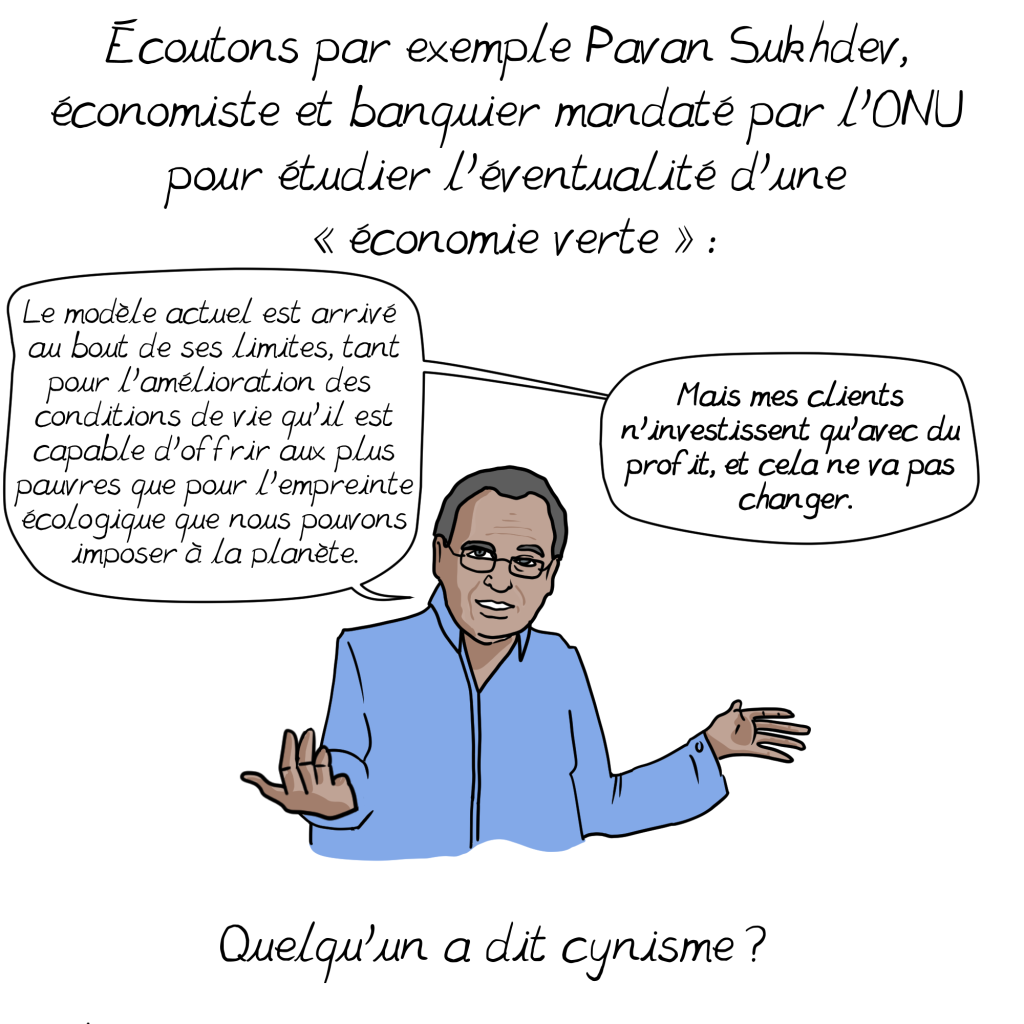 Écoutons par exemple Pavan Sukhdev,
économiste et banquier mandaté par l'ONU
pour étudier l'éventualité d'une
« économie verte » :
Le modèle actuel est arrivé
au bout de ses limites, tant
pour l'amélioration des
conditions de vie qu'il est
capable d'offrir aux plus
pauvres que pour l'empreinte
écologique que nous pouvons
imposer à la planète.
Mais mes clients
n'investissent qu'avec du
profit, et cela ne va pas
changer.
Quelqu'un a dit cynisme ?